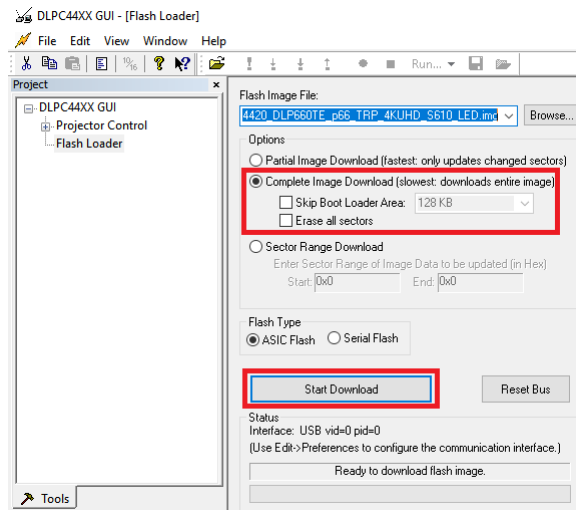 DLPC44XX GUI - [Flash Loader]
File Edit View Window Help
10/16 Run...
Project x
DLPC44XX GUI
Projector Control
Flash Loader
Tools
Flash Image File:
4420_DLP660TE_p66_TRP_4KUHD_S610_LED.img Browse...
Options
Partial Image Download (fastest: only updates changed sectors)
Complete Image Download (slowest: downloads entire image)
Skip Boot Loader Area: 128 KB
Erase all sectors
Sector Range Download
Enter Sector Range of Image Data to be updated (in Hex)
Start: 0x0 End: 0x0
Flash Type
ASIC Flash Serial Flash
Start Download Reset Bus
Status
Interface: USB vid=0 pid=0
(Use Edit->Preferences to configure the communication interface.)
Ready to download flash image.